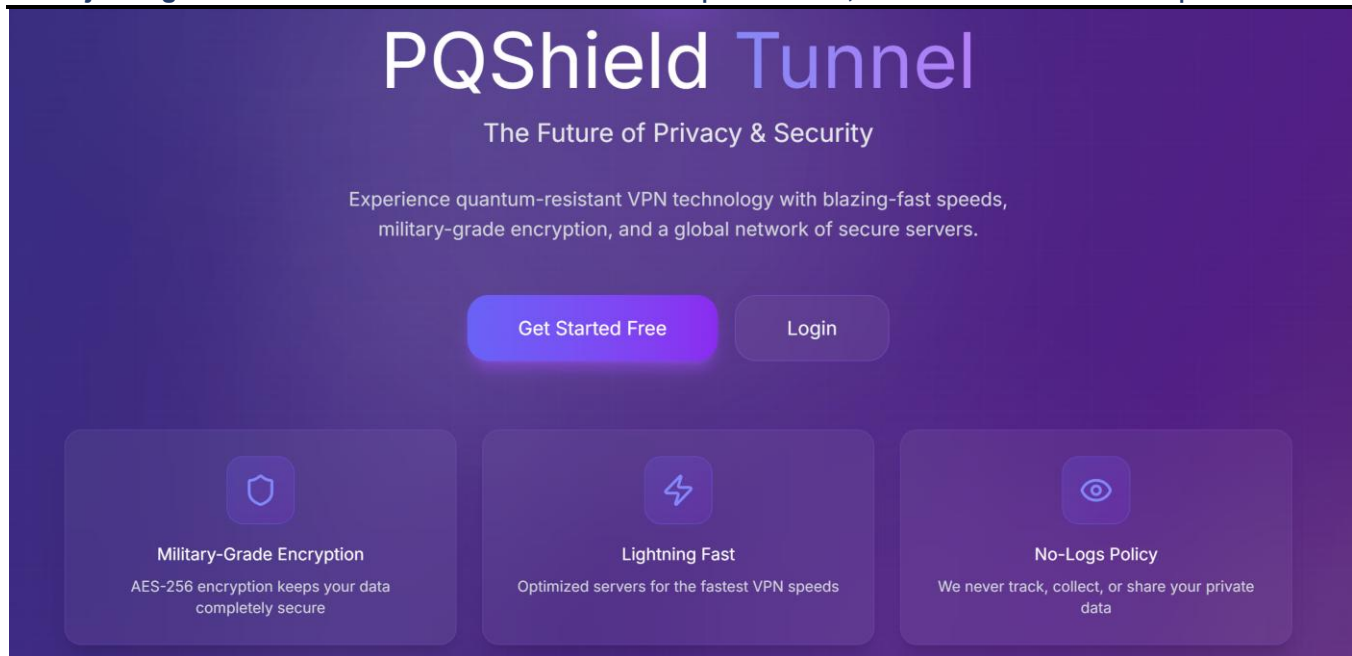 PQShield Tunnel
The Future of Privacy & Security
Experience quantum-resistant VPN technology with blazing-fast speeds,
military-grade encryption, and a global network of secure servers.
Get Started Free
Login
Military-Grade Encryption
AES-256 encryption keeps your data
completely secure
Lightning Fast
Optimized servers for the fastest VPN speeds
No-Logs Policy
We never track, collect, or share your private
data